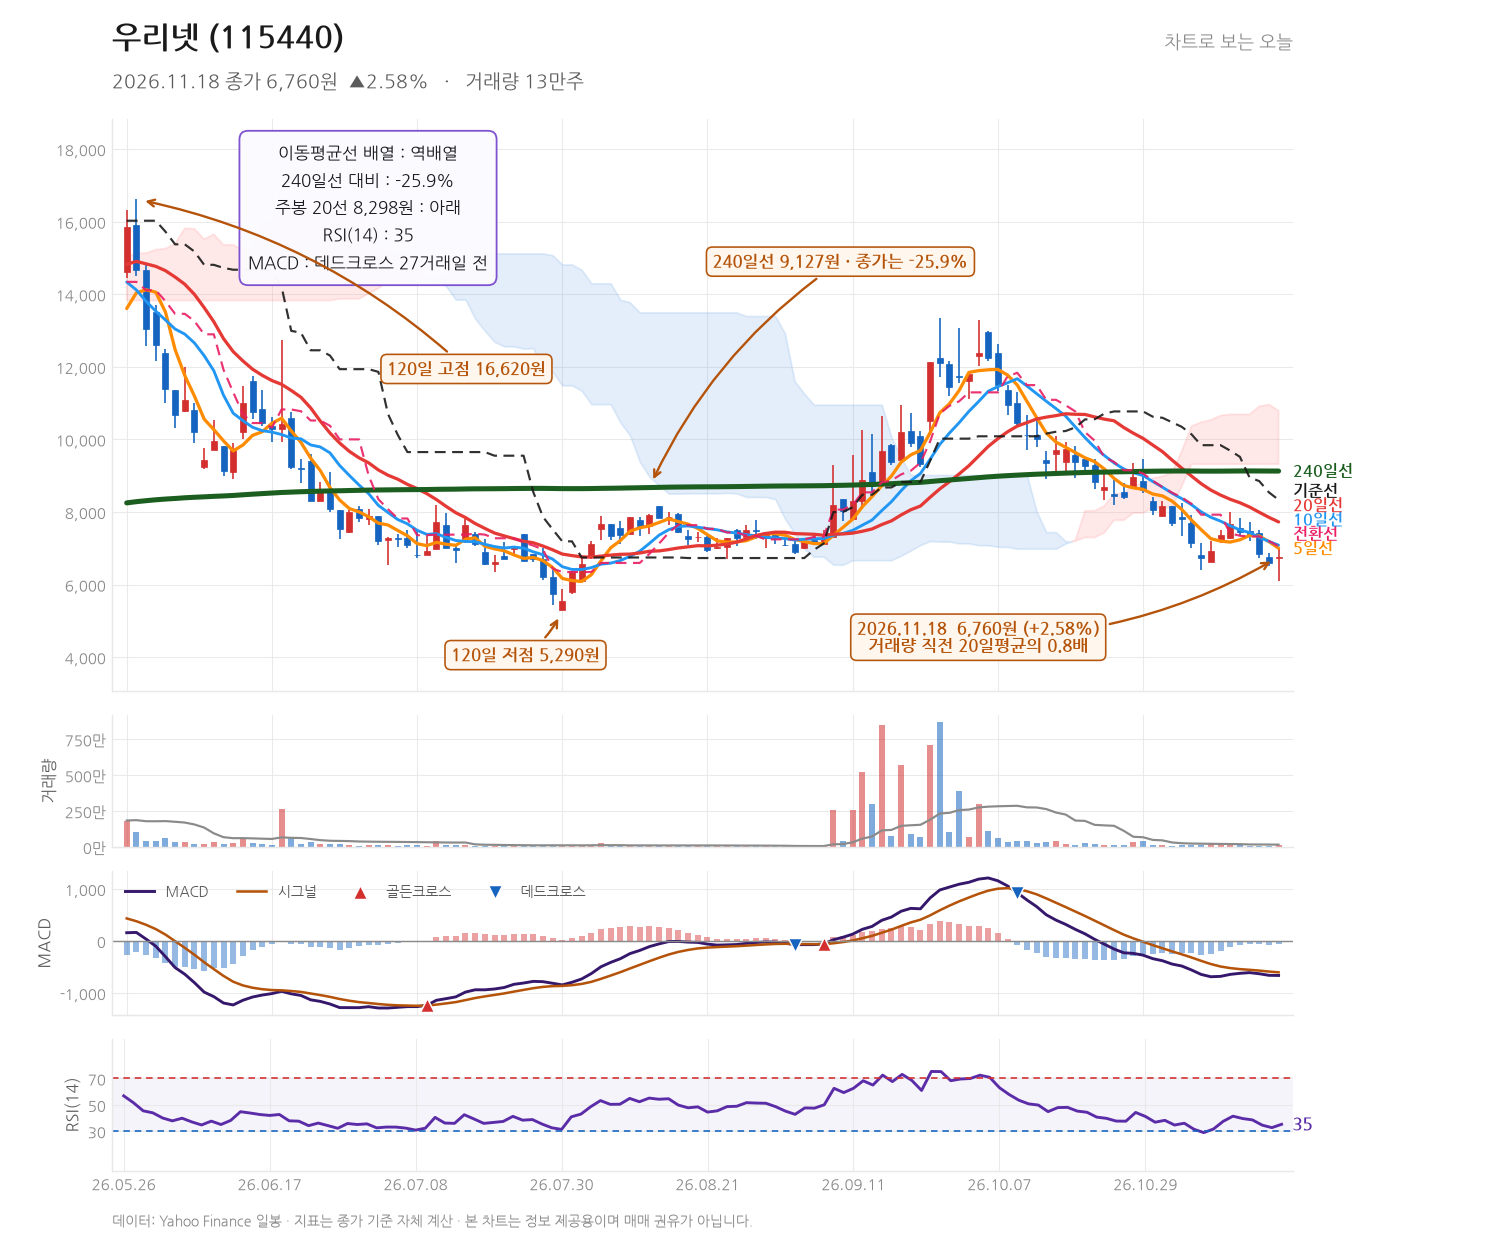 우리넷 (115440)
차트로 보는 오늘
2026.11.18 종가 6,760원 ▲2.58% · 거래량 13만주
이동평균선 배열 : 역배열
240일선 대비 : -25.9%
주봉 20선 8,298원 : 아래
RSI(14) : 35
MACD : 데드크로스 27거래일 전
240일선 9,127원 · 종가는 -25.9%
120일 고점 16,620원
120일 저점 5,290원
2026.11.18 6,760원 (+2.58%)
거래량 직전 20일평균의 0.8배
18,000
16,000
14,000
12,000
10,000
8,000
6,000
4,000
240일선
기준선
20일선
10일선
전환선
5일선
거래량
750만
500만
250만
0만
MACD
1,000
0
-1,000
MACD
시그널
골든크로스
데드크로스
RSI(14)
70
50
30
35
26.05.26
26.06.17
26.07.08
26.07.30
26.08.21
26.09.11
26.10.07
26.10.29
데이터: Yahoo Finance 일봉 · 지표는 종가 기준 자체 계산 · 본 차트는 정보 제공용이며 매매 권유가 아닙니다.